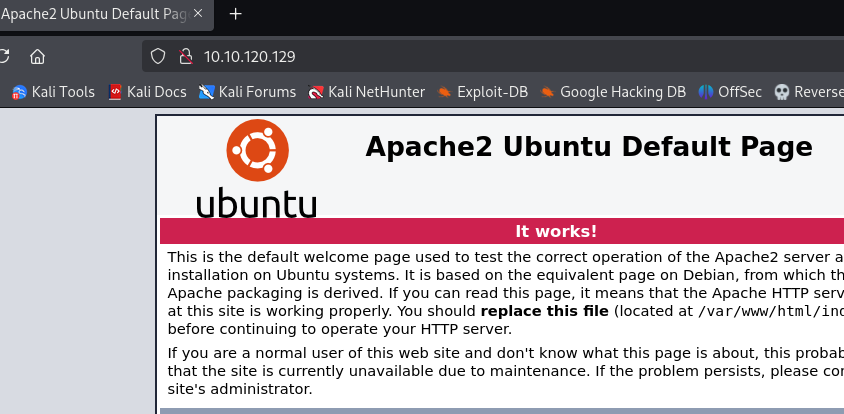 Apache2 Ubuntu Default Pag
10.10.120.129
Kali Tools Kali Docs Kali Forums Kali NetHunter Exploit-DB Google Hacking DB OffSec Reverse
ubuntu
Apache2 Ubuntu Default Page
It works!
This is the default welcome page used to test the correct operation of the Apache2 server a
installation on Ubuntu systems. It is based on the equivalent page on Debian, from which th
Apache packaging is derived. If you can read this page, it means that the Apache HTTP serv
at this site is working properly. You should replace this file (located at /var/www/html/ind
before continuing to operate your HTTP server.
If you are a normal user of this web site and don't know what this page is about, this probab
that the site is currently unavailable due to maintenance. If the problem persists, please con
site's administrator.